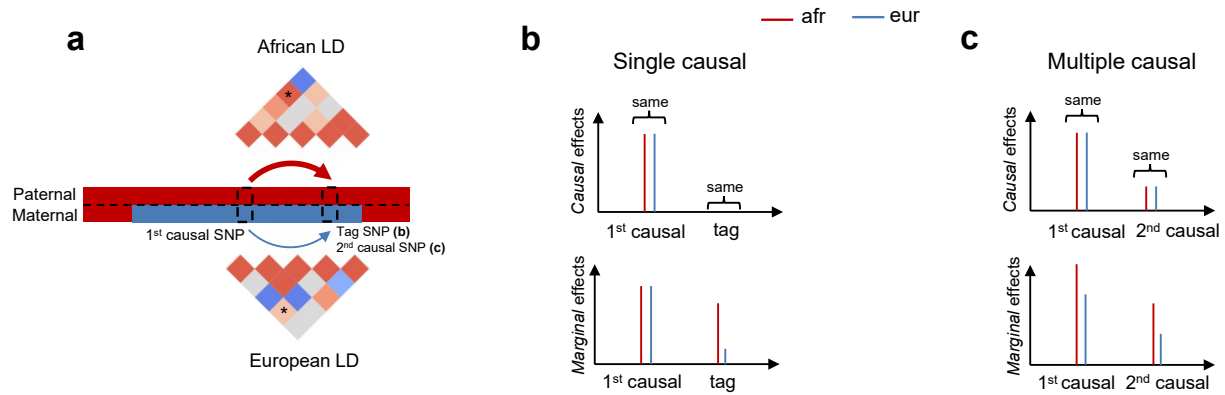 afr
eur
a
African LD
*
Paternal
Maternal
1st causal SNP
Tag SNP (b)
2nd causal SNP (c)
*
European LD
b
Single causal
Causal effects
same
same
1st causal
tag
Marginal effects
1st causal
tag
c
Multiple causal
Causal effects
same
same
1st causal
2nd causal
Marginal effects
1st causal
2nd causal